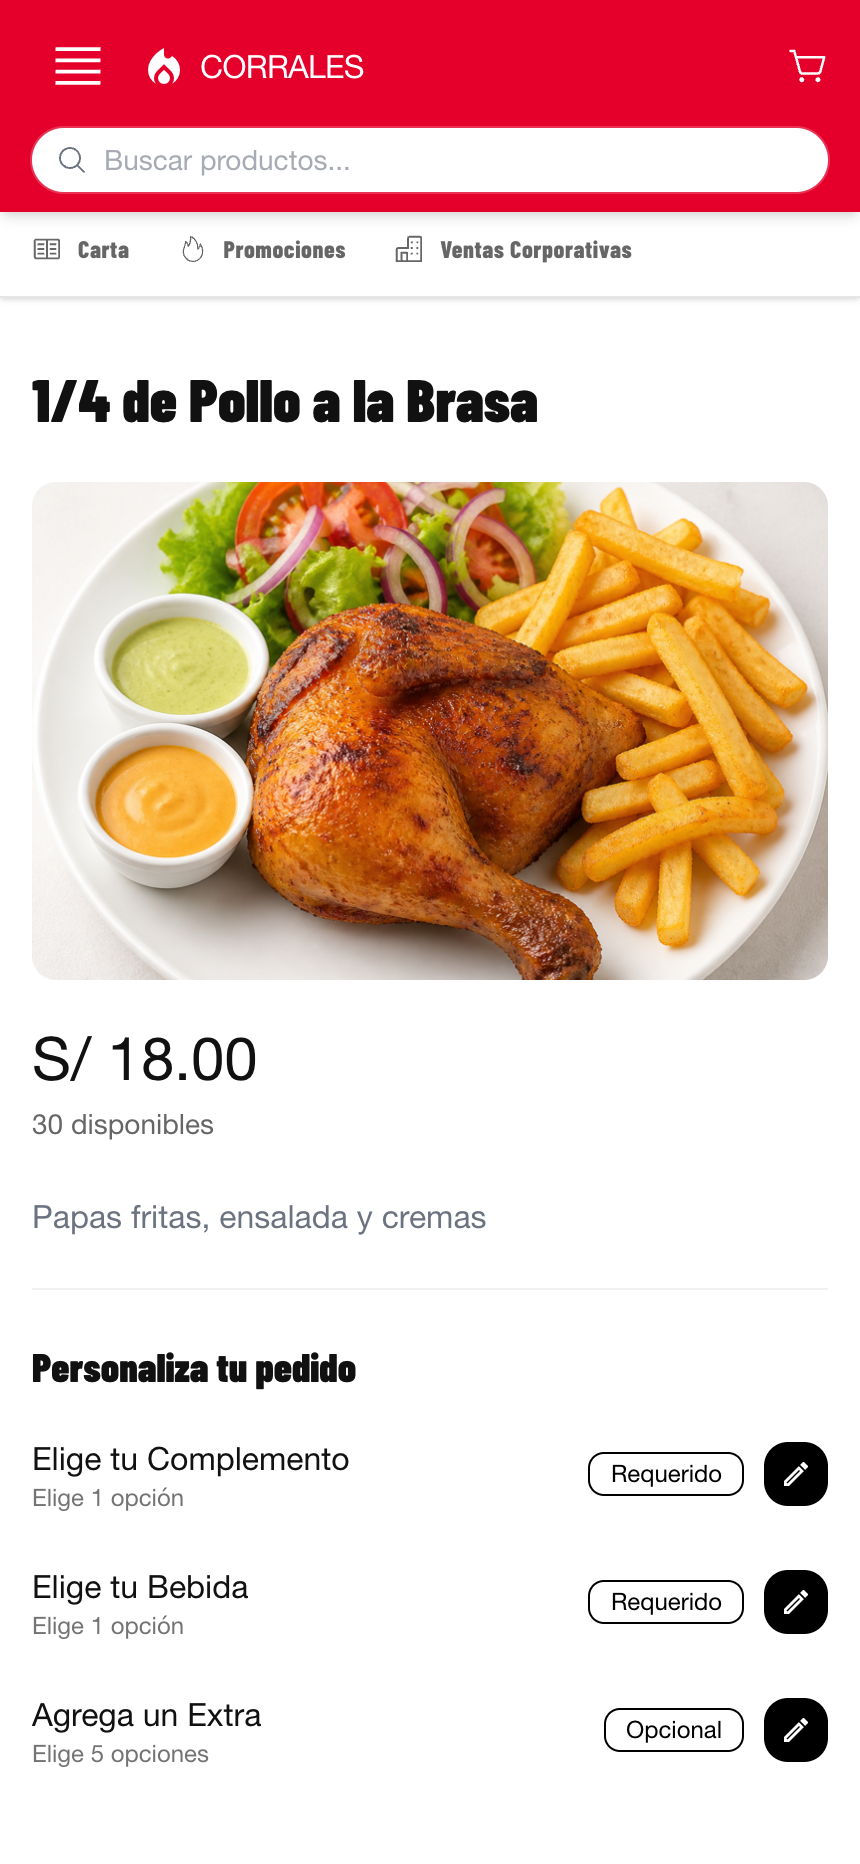 CORRALES
Buscar productos...
Carta Promociones Ventas Corporativas
1/4 de Pollo a la Brasa
S/ 18.00
30 disponibles
Papas fritas, ensalada y cremas
Personaliza tu pedido
Elige tu Complemento
Elige 1 opción
Requerido
Elige tu Bebida
Elige 1 opción
Requerido
Agrega un Extra
Elige 5 opciones
Opcional